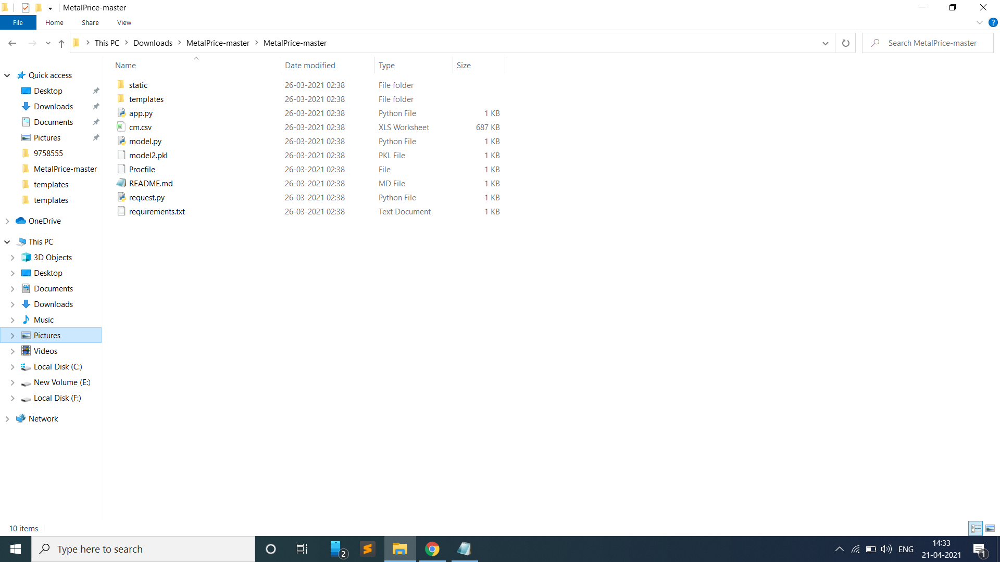 MetalPrice-master
File Home Share View
This PC Downloads MetalPrice-master MetalPrice-master
Search MetalPrice-master
Name Date modified Type Size
static 26-03-2021 02:38 File folder
templates 26-03-2021 02:38 File folder
app.py 26-03-2021 02:38 Python File 1 KB
cm.csv 26-03-2021 02:38 XLS Worksheet 687 KB
model.py 26-03-2021 02:38 Python File 1 KB
model2.pkl 26-03-2021 02:38 PKL File 1 KB
Procfile 26-03-2021 02:38 File 1 KB
README.md 26-03-2021 02:38 MD File 1 KB
request.py 26-03-2021 02:38 Python File 1 KB
requirements.txt 26-03-2021 02:38 Text Document 1 KB
Quick access
Desktop
Downloads
Documents
Pictures
9758555
MetalPrice-master
templates
templates
OneDrive
This PC
3D Objects
Desktop
Documents
Downloads
Music
Pictures
Videos
Local Disk (C:)
New Volume (E:)
Local Disk (F:)
Network
10 items
Type here to search
2
ENG
14:33
21-04-2021
1